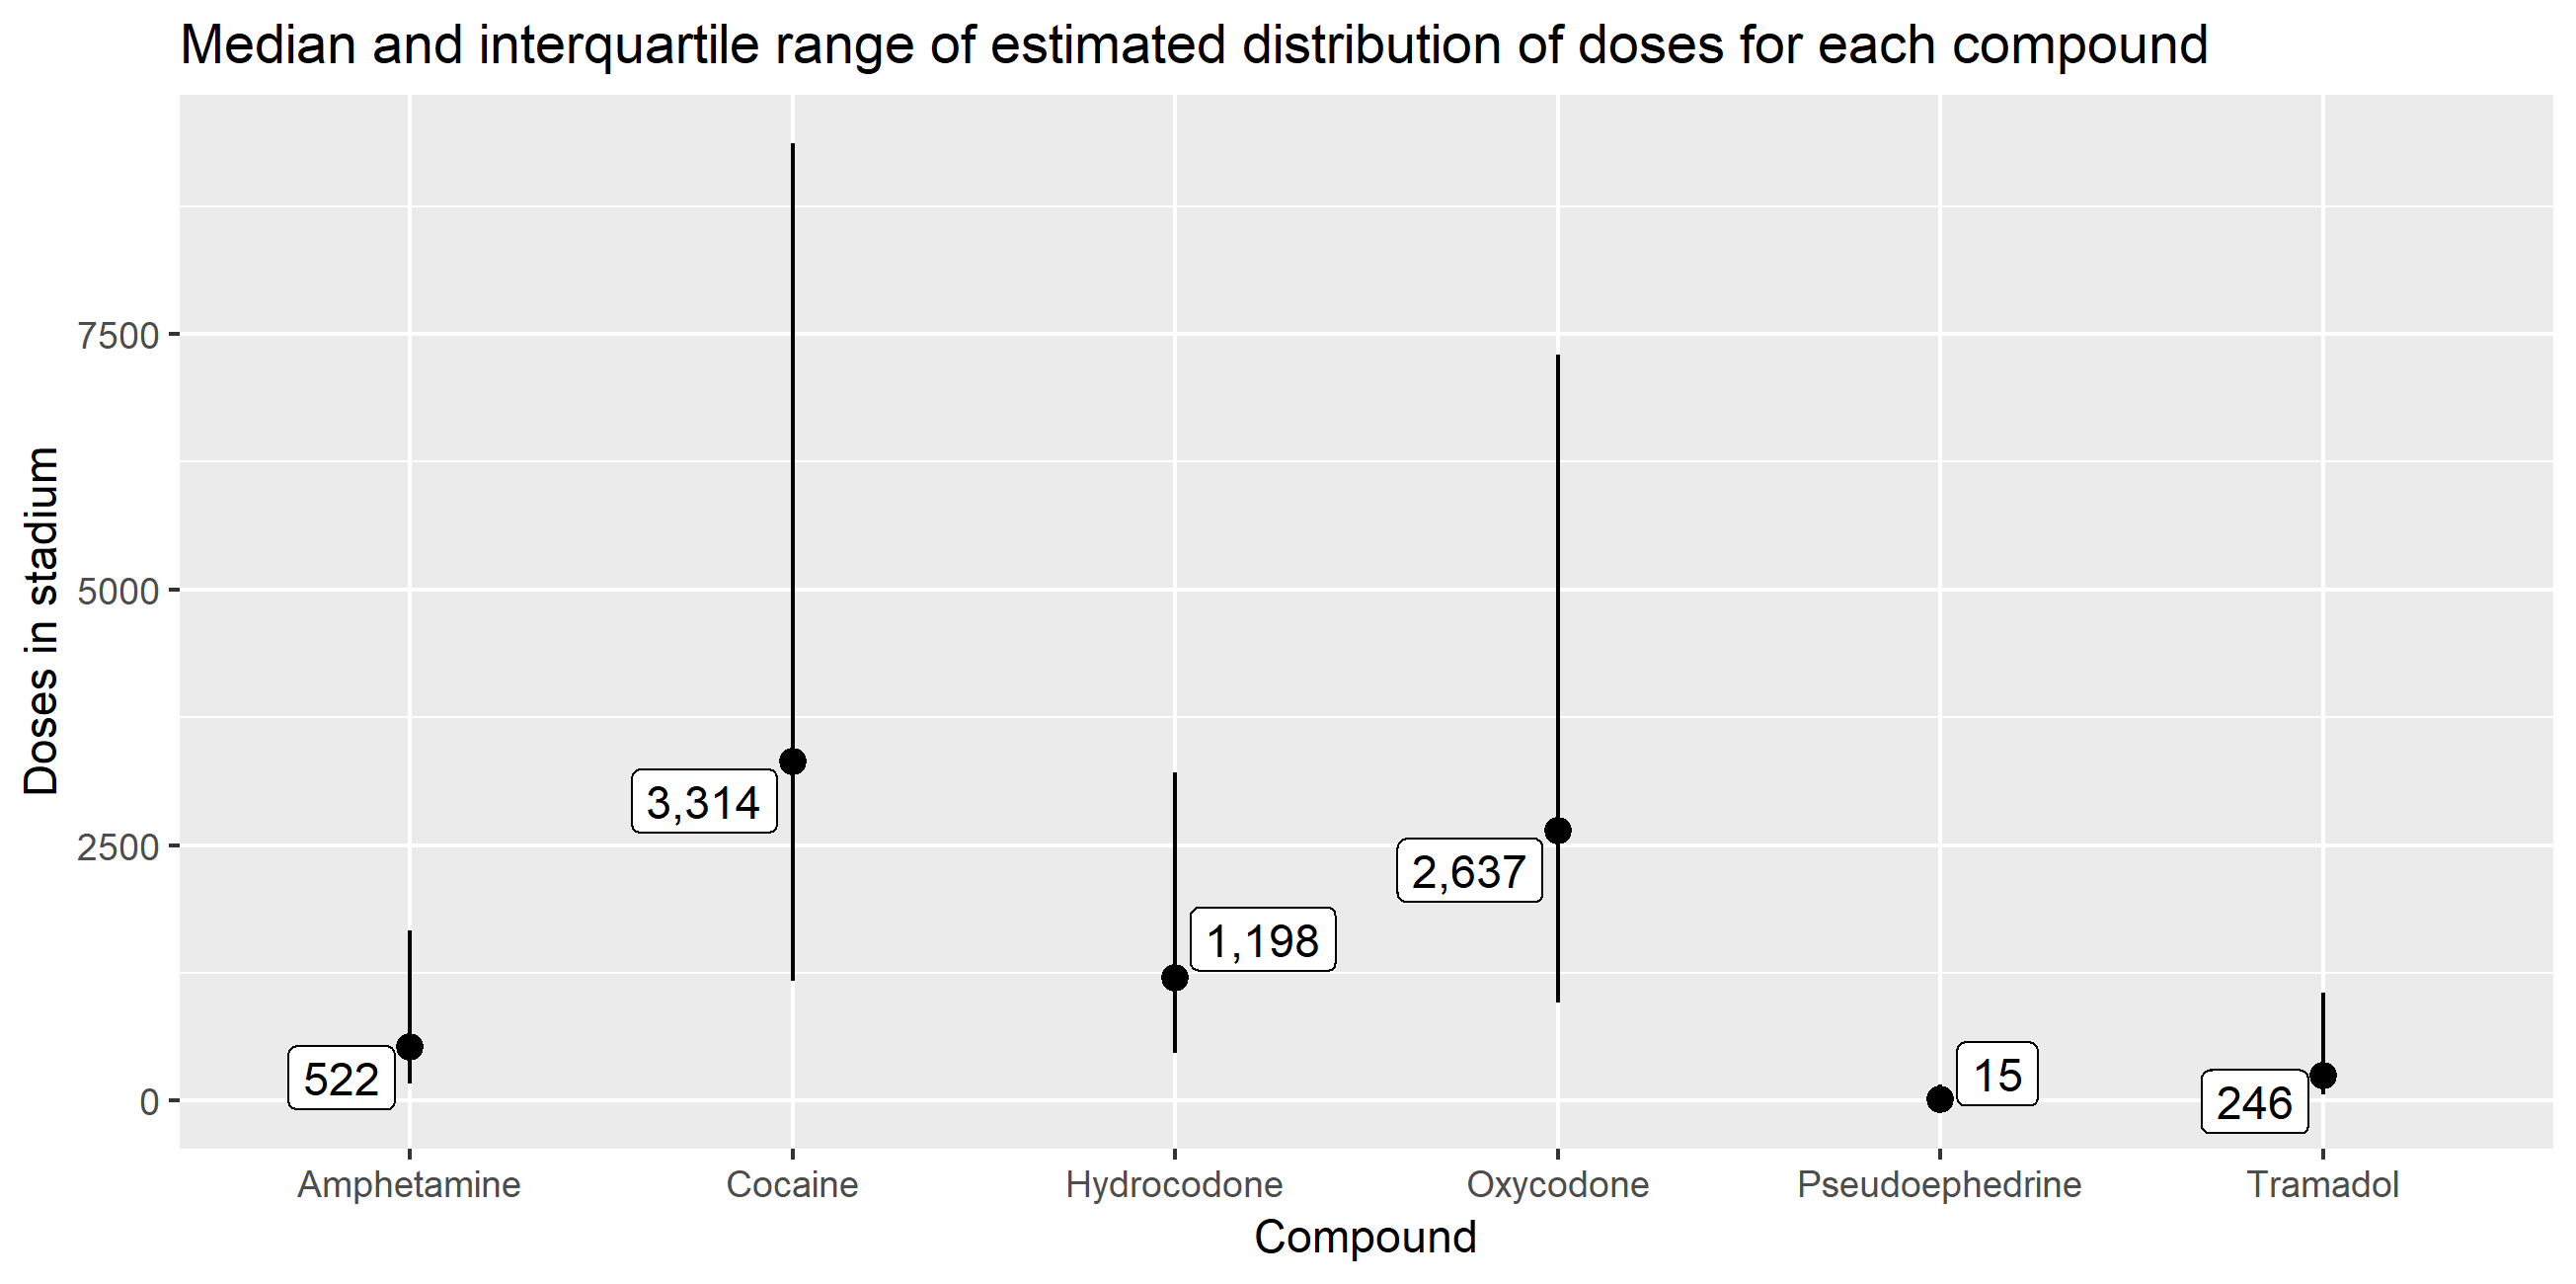 Median and interquartile range of estimated distribution of doses for each compound
Doses in stadium
7500
5000
2500
0
3,314
2,637
1,198
522
15
246
Amphetamine Cocaine Hydrocodone Oxycodone Pseudoephedrine Tramadol
Compound